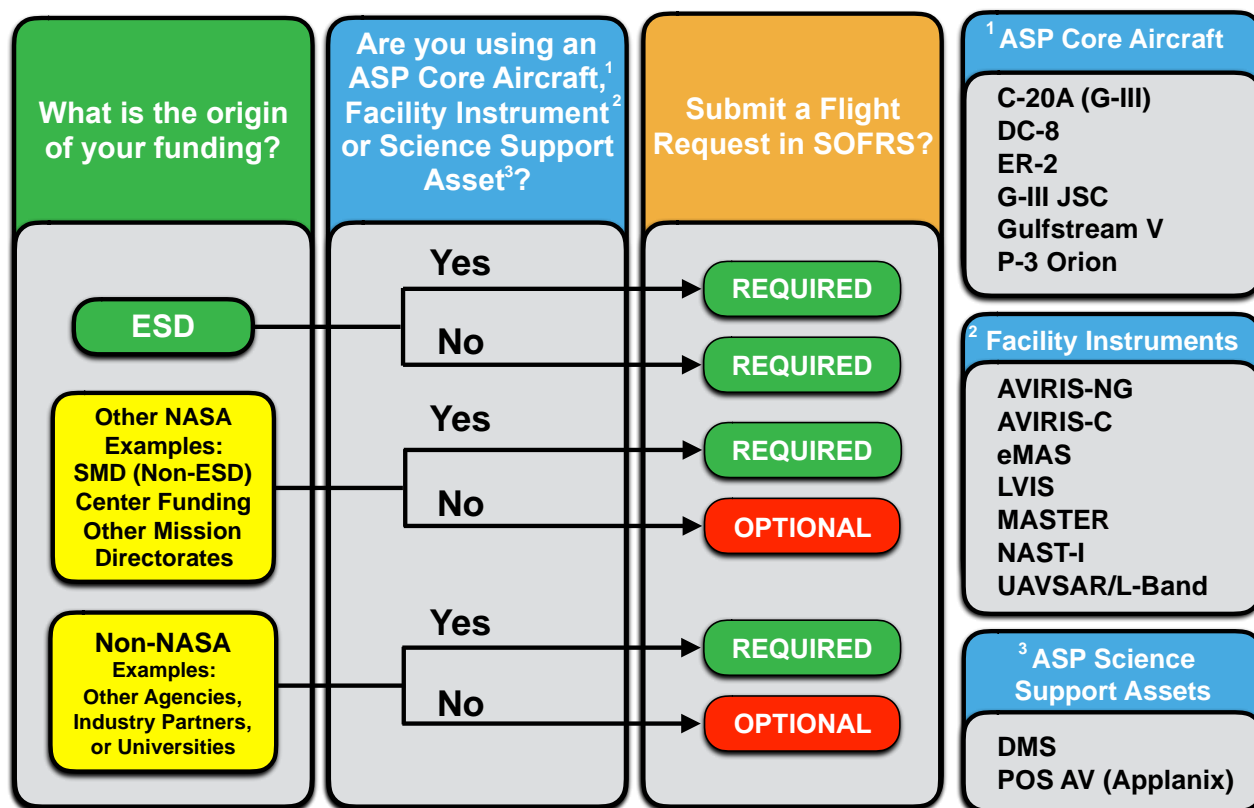 What is the origin
of your funding?
Are you using an
ASP Core Aircraft,1
Facility Instrument2
or Science Support
Asset3?
Submit a Flight
Request in SOFRS?
ESD
Yes
REQUIRED
No
REQUIRED
Other NASA
Examples:
SMD (Non-ESD)
Center Funding
Other Mission
Directorates
Yes
REQUIRED
No
OPTIONAL
Non-NASA
Examples:
Other Agencies,
Industry Partners,
or Universities
Yes
REQUIRED
No
OPTIONAL
1 ASP Core Aircraft
C-20A (G-III)
DC-8
ER-2
G-III JSC
Gulfstream V
P-3 Orion
2 Facility Instruments
AVIRIS-NG
AVIRIS-C
eMAS
LVIS
MASTER
NAST-I
UAVSAR/L-Band
3 ASP Science
Support Assets
DMS
POS AV (Applanix)